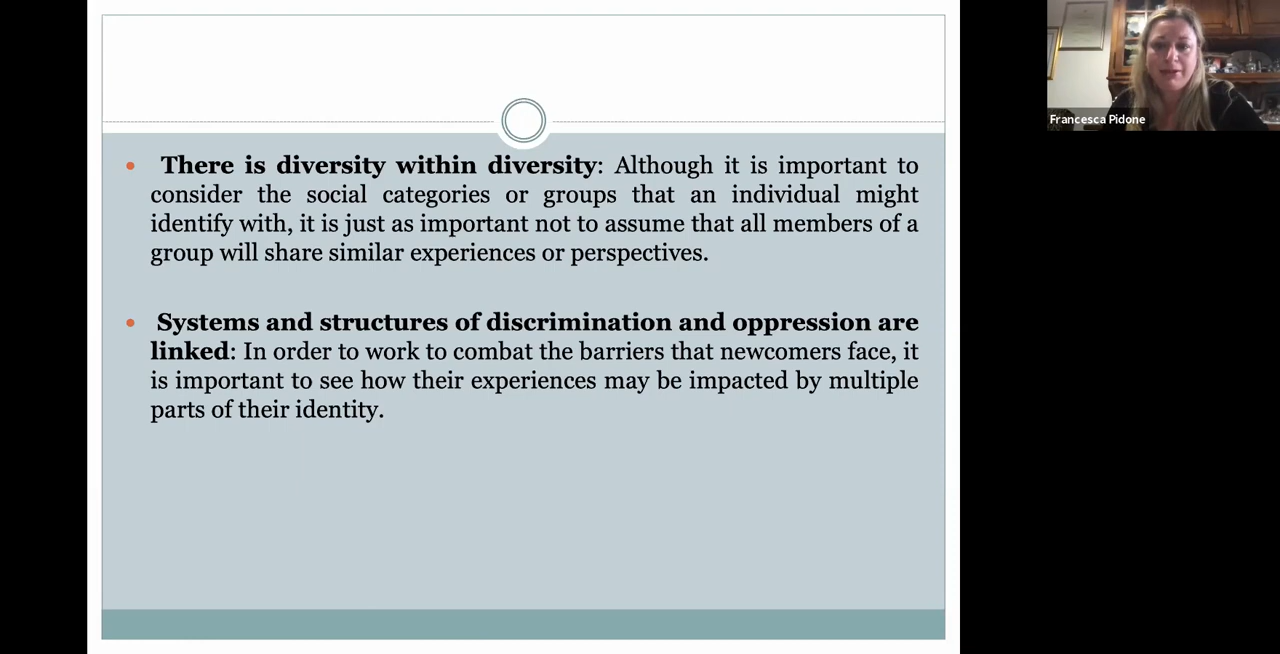 There is diversity within diversity: Although it is important to
consider the social categories or groups that an individual might
identify with, it is just as important not to assume that all members of a
group will share similar experiences or perspectives.
Systems and structures of discrimination and oppression are
linked: In order to work to combat the barriers that newcomers face, it
is important to see how their experiences may be impacted by multiple
parts of their identity.
Francesca Pidone